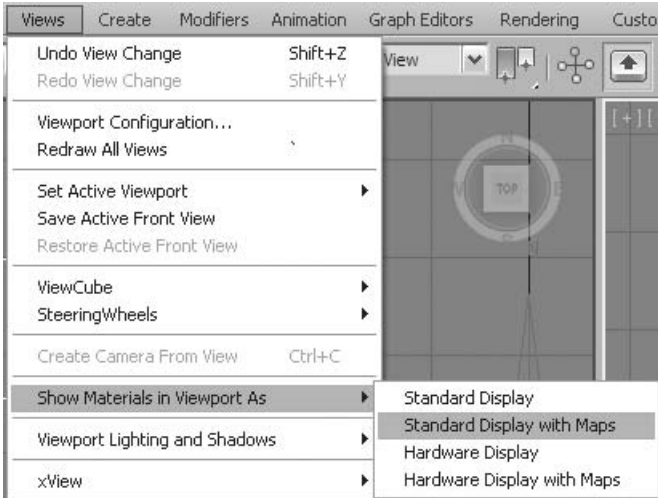 Views Create Modifiers Animation Graph Editors Rendering Custo
Undo View Change Shift+Z
Redo View Change Shift+Y
View
Viewport Configuration...
Redraw All Views
[+][
N
TOP
E
Set Active Viewport
Save Active Front View
Restore Active Front View
ViewCube
SteeringWheels
Create Camera From View Ctrl+C
Show Materials in Viewport As
Standard Display
Standard Display with Maps
Viewport Lighting and Shadows
Hardware Display
xView
Hardware Display with Maps